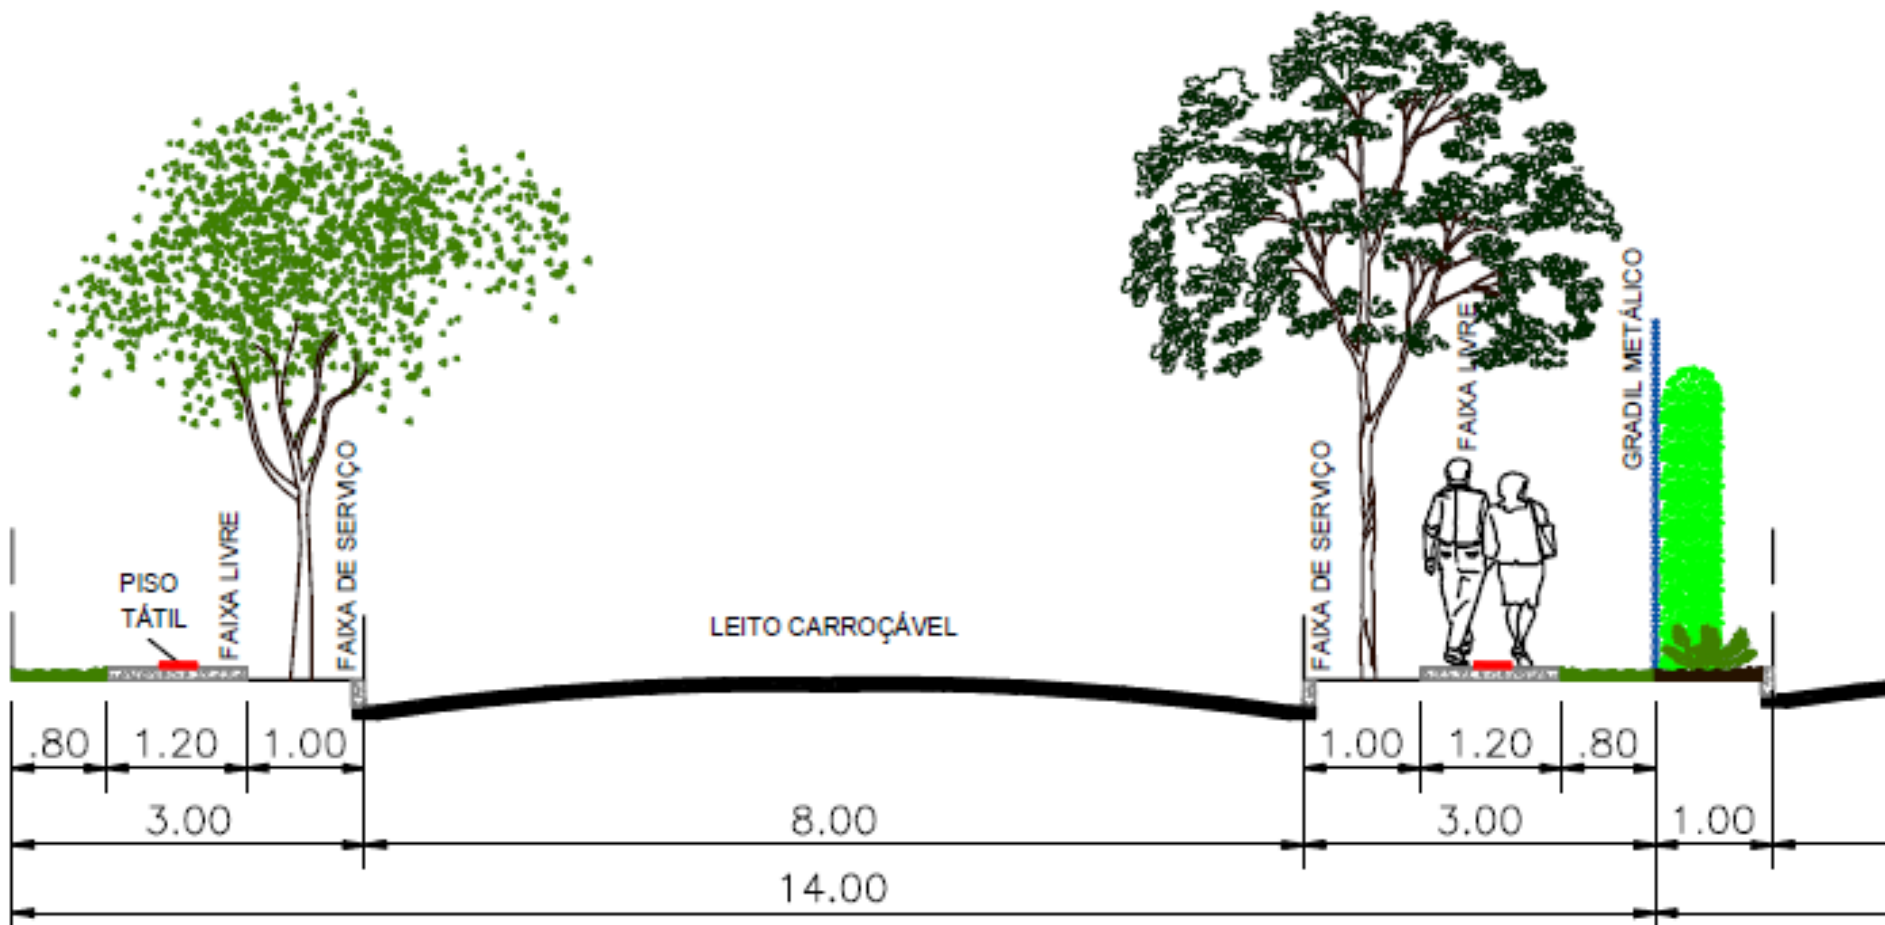 PISO
TÁTIL
FAIXA LIVRE
FAIXA DE SERVIÇO
LEITO CARROÇÁVEL
FAIXA DE SERVIÇO
FAIXA LIVRE
GRADIL METÁLICO
.80 1.20 1.00 1.00 1.20 .80
3.00 8.00 3.00 1.00
14.00